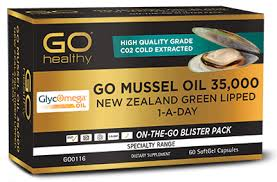 GO
healthy
HIGH QUALITY GRADE
CO2 COLD EXTRACTED
GlycOmega
OIL
GO MUSSEL OIL 35,000
NEW ZEALAND GREEN LIPPED
1-A-DAY
ON-THE-GO BLISTER PACK
SPECIALTY RANGE
GO0116
DIETARY SUPPLEMENT
60 SoftGel Capsules